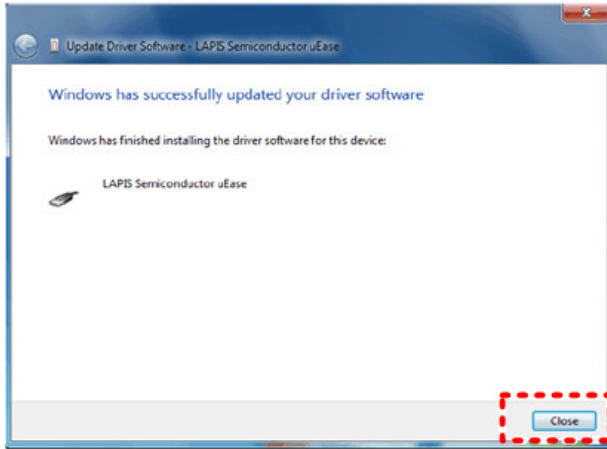 Update Driver Software - LAPIS Semiconductor uEase
Windows has successfully updated your driver software
Windows has finished installing the driver software for this device:
LAPIS Semiconductor uEase
Close